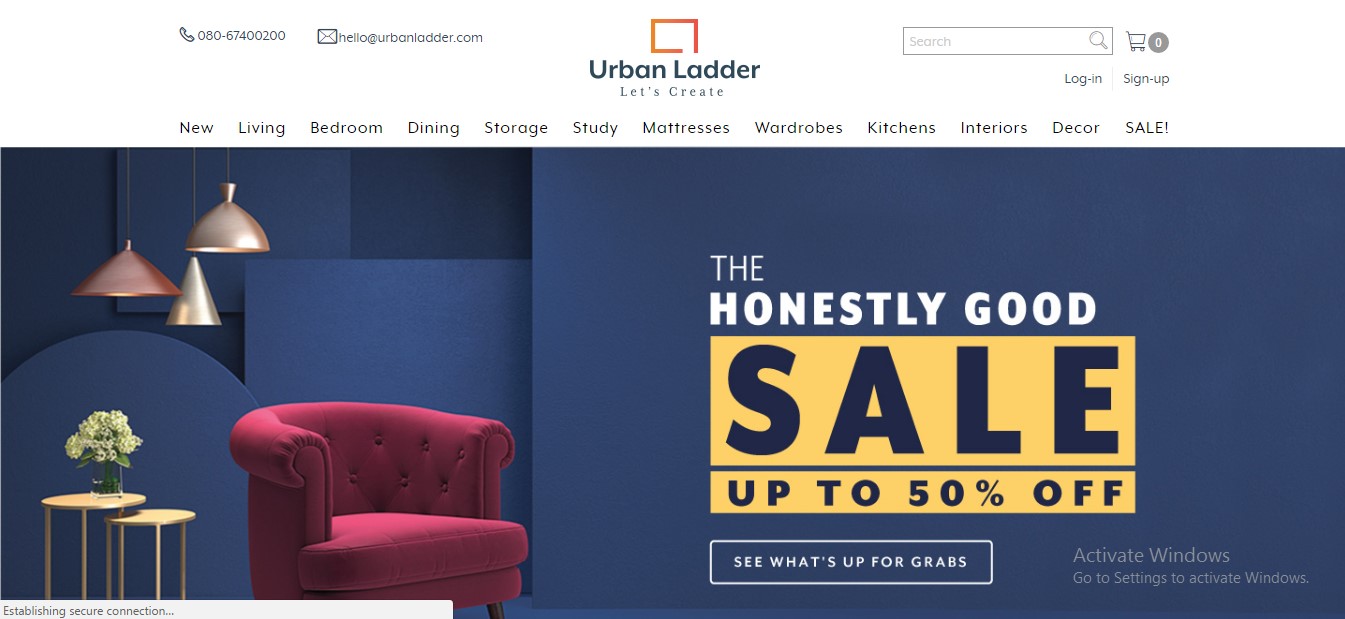 080-67400200
hello@urbanladder.com
Urban Ladder
Let's Create
Search
0
Log-in Sign-up
New Living Bedroom Dining Storage Study Mattresses Wardrobes Kitchens Interiors Decor SALE!
THE
HONESTLY GOOD
SALE
UP TO 50% OFF
SEE WHAT'S UP FOR GRABS
Activate Windows
Go to Settings to activate Windows.
Establishing secure connection...